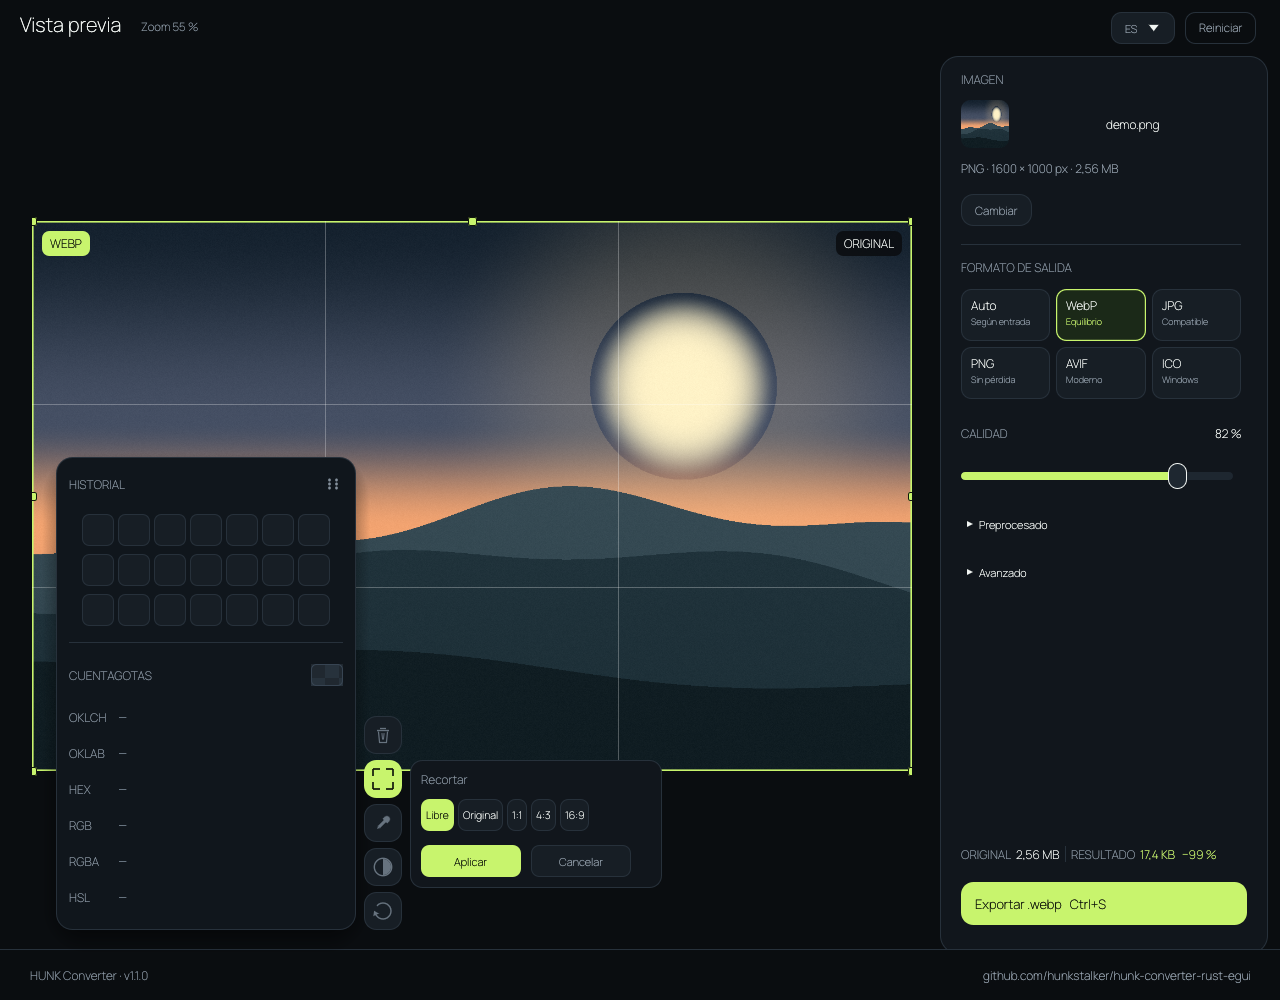 Vista previa
Zoom 55 %
ES
Reiniciar
WEBP
ORIGINAL
HISTORIAL
CUENTAGOTAS
OKLCH —
OKLAB —
HEX —
RGB —
RGBA —
HSL —
Recortar
Libre
Original
1:1
4:3
16:9
Aplicar
Cancelar
IMAGEN
demo.png
PNG · 1600 × 1000 px · 2,56 MB
Cambiar
FORMATO DE SALIDA
Auto
Según entrada
WebP
Equilibrio
JPG
Compatible
PNG
Sin pérdida
AVIF
Moderno
ICO
Windows
CALIDAD
82 %
Preprocesado
Avanzado
ORIGINAL 2,56 MB
RESULTADO 17,4 KB −99 %
Exportar .webp Ctrl+S
HUNK Converter · v1.1.0
github.com/hunkstalker/hunk-converter-rust-egui